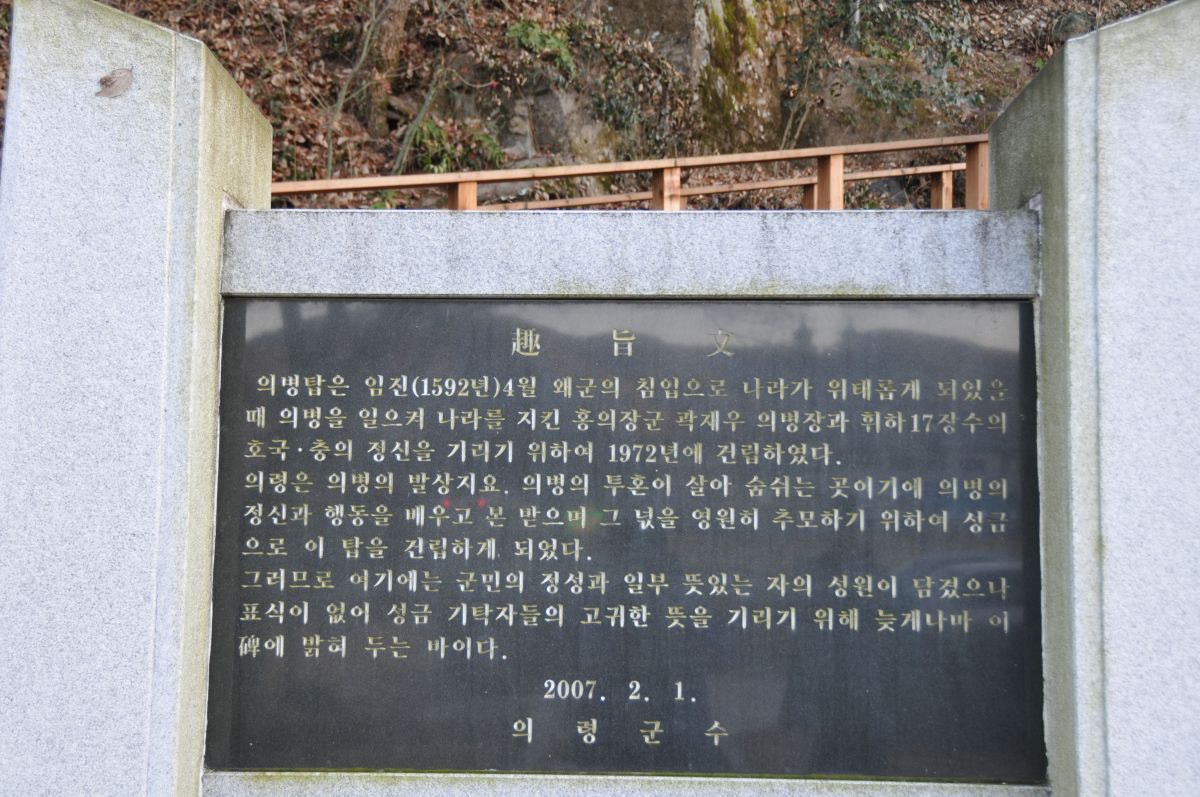 趣旨文
의병탑은 임진(1592년)4월 왜군의 침입으로 나라가 위태롭게 되었을
때 의병을 일으켜 나라를 지킨 홍의장군 곽재우 의병장과 휘하17장수의
호국·충의 정신을 기리기 위하여 1972년에 건립하였다.
의령은 의병의 발상지요. 의병의 투혼이 살아 숨쉬는 곳이기에 의병의
정신과 행동을 배우고 본 받으며 그 넋을 영원히 추모하기 위하여 성금
으로 이 탑을 건립하게 되었다.
그러므로 여기에는 군민의 정성과 일부 뜻있는 자의 성원이 담겼으나
표식이 없어 성금 기탁자들의 고귀한 뜻을 기리기 위해 늦게나마 이
碑에 밝혀 두는 바이다.
2007. 2. 1.
의령군수